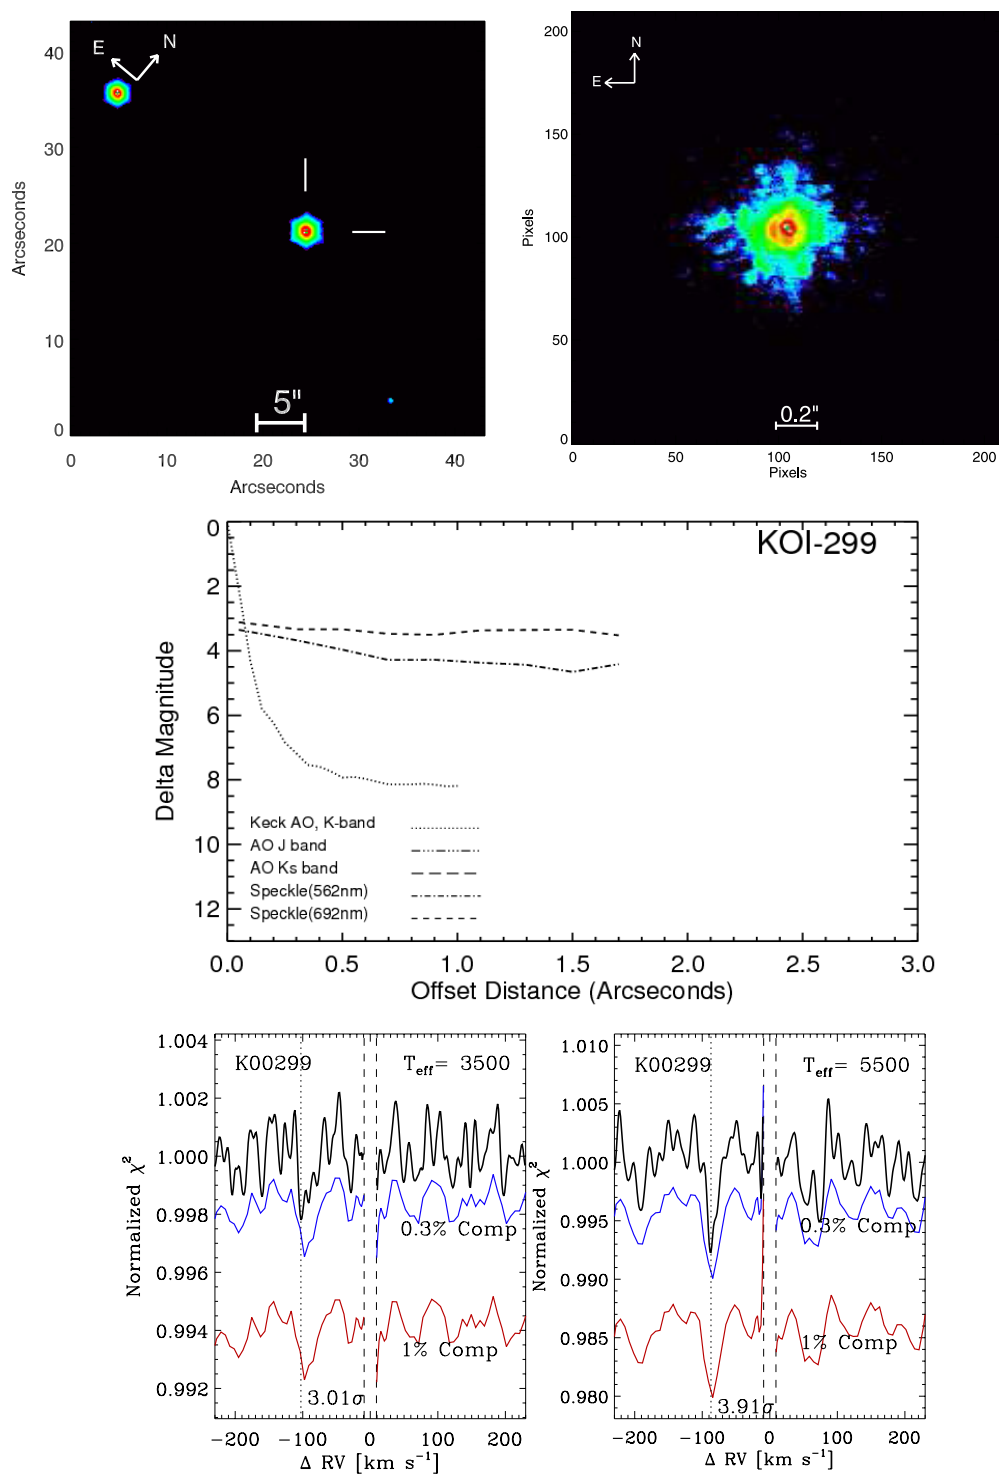 E
N
40
30
20
10
0
Arcseconds
5"
0
10
20
30
40
Arcseconds
N
E
200
150
100
50
0
Pixels
0.2"
0
50
100
150
200
Pixels
KOI-299
0
2
4
6
8
10
12
Delta Magnitude
Keck AO, K-band
AO J band
AO Ks band
Speckle(562nm)
Speckle(692nm)
0.0
0.5
1.0
1.5
2.0
2.5
3.0
Offset Distance (Arcseconds)
K00299
Teff= 3500
1.004
1.002
1.000
0.998
0.996
0.994
0.992
Normalized χ²
0.3% Comp
1% Comp
3.01σ
−200
−100
0
100
200
Δ RV [km s⁻¹]
K00299
Teff= 5500
1.010
1.005
1.000
0.995
0.990
0.985
0.980
Normalized χ²
0.3% Comp
1% Comp
3.91σ
−200
−100
0
100
200
Δ RV [km s⁻¹]